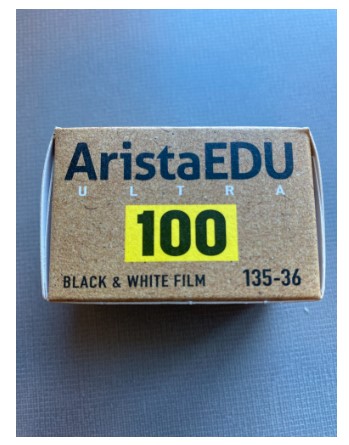 AristaEDU
ULTRA
100
BLACK & WHITE FILM 135-36